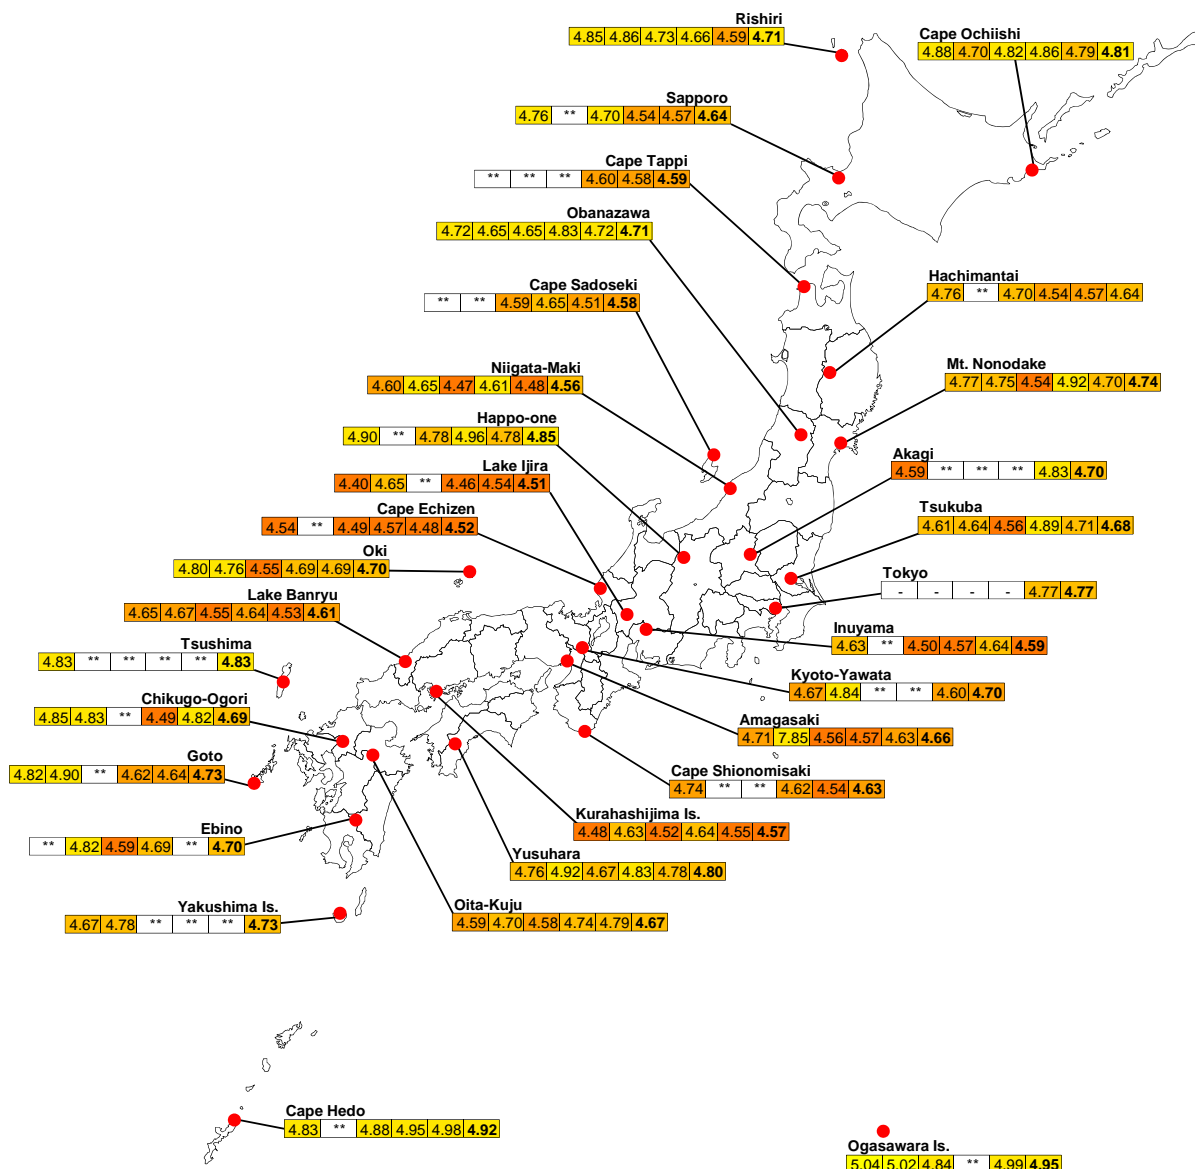 Rishiri
4.85 4.86 4.73 4.66 4.59 4.71
Cape Ochiishi
4.88 4.70 4.82 4.86 4.79 4.81
Sapporo
4.76 ** 4.70 4.54 4.57 4.64
Cape Tappi
** ** ** 4.60 4.58 4.59
Obanazawa
4.72 4.65 4.65 4.83 4.72 4.71
Hachimantai
4.76 ** 4.70 4.54 4.57 4.64
Cape Sadoseki
** ** 4.59 4.65 4.51 4.58
Niigata-Maki
4.60 4.65 4.47 4.61 4.48 4.56
Mt. Nonodake
4.77 4.75 4.54 4.92 4.70 4.74
Happo-one
4.90 ** 4.78 4.96 4.78 4.85
Akagi
4.59 ** ** ** 4.83 4.70
Lake Ijira
4.40 4.65 ** 4.46 4.54 4.51
Cape Echizen
4.54 ** 4.49 4.57 4.48 4.52
Tsukuba
4.61 4.64 4.56 4.89 4.71 4.68
Oki
4.80 4.76 4.55 4.69 4.69 4.70
Tokyo
- - - - 4.77 4.77
Lake Banryu
4.65 4.67 4.55 4.64 4.53 4.61
Inuyama
4.63 ** 4.50 4.57 4.64 4.59
Tsushima
4.83 ** ** ** ** 4.83
Kyoto-Yawata
4.67 4.84 ** ** 4.60 4.70
Chikugo-Ogori
4.85 4.83 ** 4.49 4.82 4.69
Amagasaki
4.71 7.85 4.56 4.57 4.63 4.66
Goto
4.82 4.90 ** 4.62 4.64 4.73
Cape Shionomisaki
4.74 ** ** 4.62 4.54 4.63
Kurahashijima Is.
4.48 4.63 4.52 4.64 4.55 4.57
Ebino
** 4.82 4.59 4.69 ** 4.70
Yusuhara
4.76 4.92 4.67 4.83 4.78 4.80
Yakushima Is.
4.67 4.78 ** ** ** 4.73
Oita-Kuju
4.59 4.70 4.58 4.74 4.79 4.67
Cape Hedo
4.83 ** 4.88 4.95 4.98 4.92
Ogasawara Is.
5.04 5.02 4.84 ** 4.99 4.95